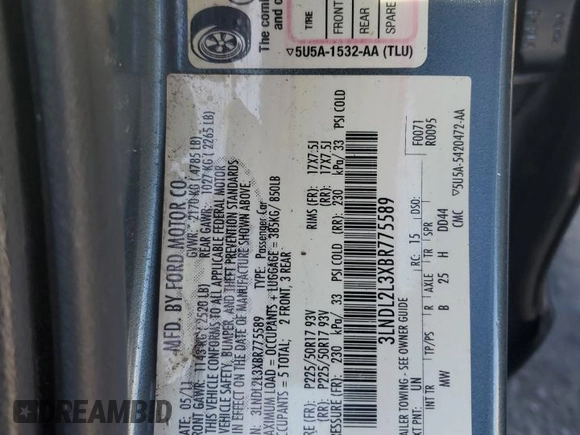 The combi
and c
TIRE
FRONT
REAR
SPARE
▽5U5A-1532-AA (TLU)
MFD. BY FORD MOTOR CO.
05/11
GVWR: 2170 KG ( 4785 LB)
FRONT GAWR: 1143 KG ( 2520 LB)
REAR GAWR: 1027 KG ( 2265 LB)
THIS VEHICLE CONFORMS TO ALL APPLICABLE FEDERAL MOTOR
VEHICLE SAFETY, BUMPER, AND THEFT PREVENTION STANDARDS
IN EFFECT ON THE DATE OF MANUFACTURE SHOWN ABOVE.
VIN: 3LNDL2L3XBR775589
TYPE: Passenger Car
MAXIMUM LOAD = OCCUPANTS + LUGGAGE = 385KG/ 850LB
OCCUPANTS = 5 TOTAL; 2 FRONT, 3 REAR
P225/50R17 93V
RIMS (FR): 17X7.5J
P225/50R17 93V
(RR): 17X7.5J
PRESSURE (FR): 230 kPa/ 33 PSI COLD
(RR): 230 kPa/ 33 PSI COLD
3LNDL2L3XBR775589
TRAILER TOWING - SEE OWNER GUIDE
F0071
R0095
EXT PNT: UN
RC: 15
DSO:
INT TR
TP/PS
R
AXLE
TR
SPR
MW
B
25
H
DD44
CMC
▽5U5A-5420472-AA